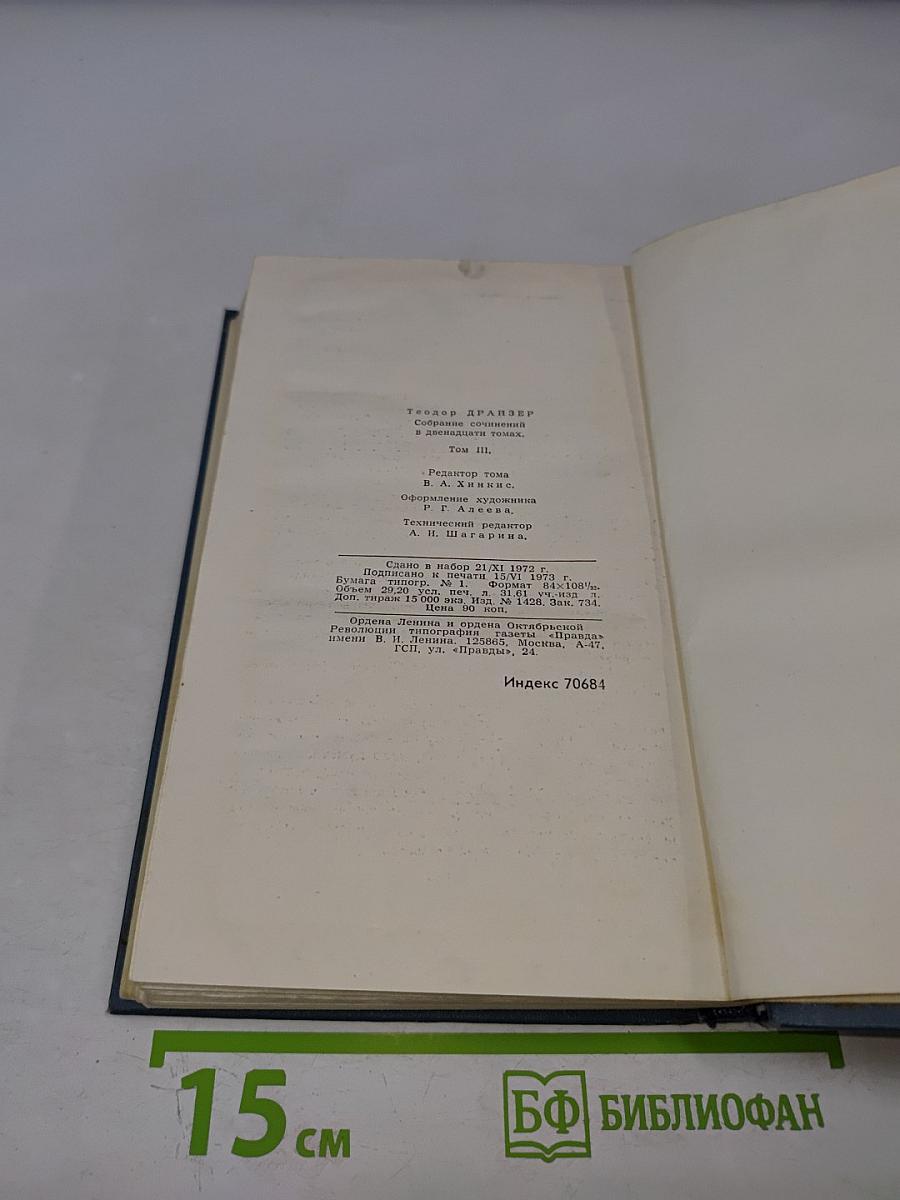 Теодор ДРАЙЗЕР
Собрание сочинений
в двенадцати томах.
Том III.
Редактор тома
В. А. Хинкис.
Оформление художника
Р. Г. Алеева.
Технический редактор
А. И. Шагарина.
Сдано в набор 21/XI 1972 г.
Подписано к печати 15/VI 1973 г.
Бумага типогр. № 1. Формат 84×108¹/₃₂.
Объем 29,20 усл. печ. л. 31,61 уч.-изд л.
Доп. тираж 15 000 экз. Изд. № 1428. Зак. 734.
Цена 90 коп.
Ордена Ленина и ордена Октябрьской
Революции типография газеты «Правда»
имени В. И. Ленина. 125865, Москва, А-47,
ГСП, ул. «Правды», 24.
Индекс 70684
15 см
БФ БИБЛИОФАН